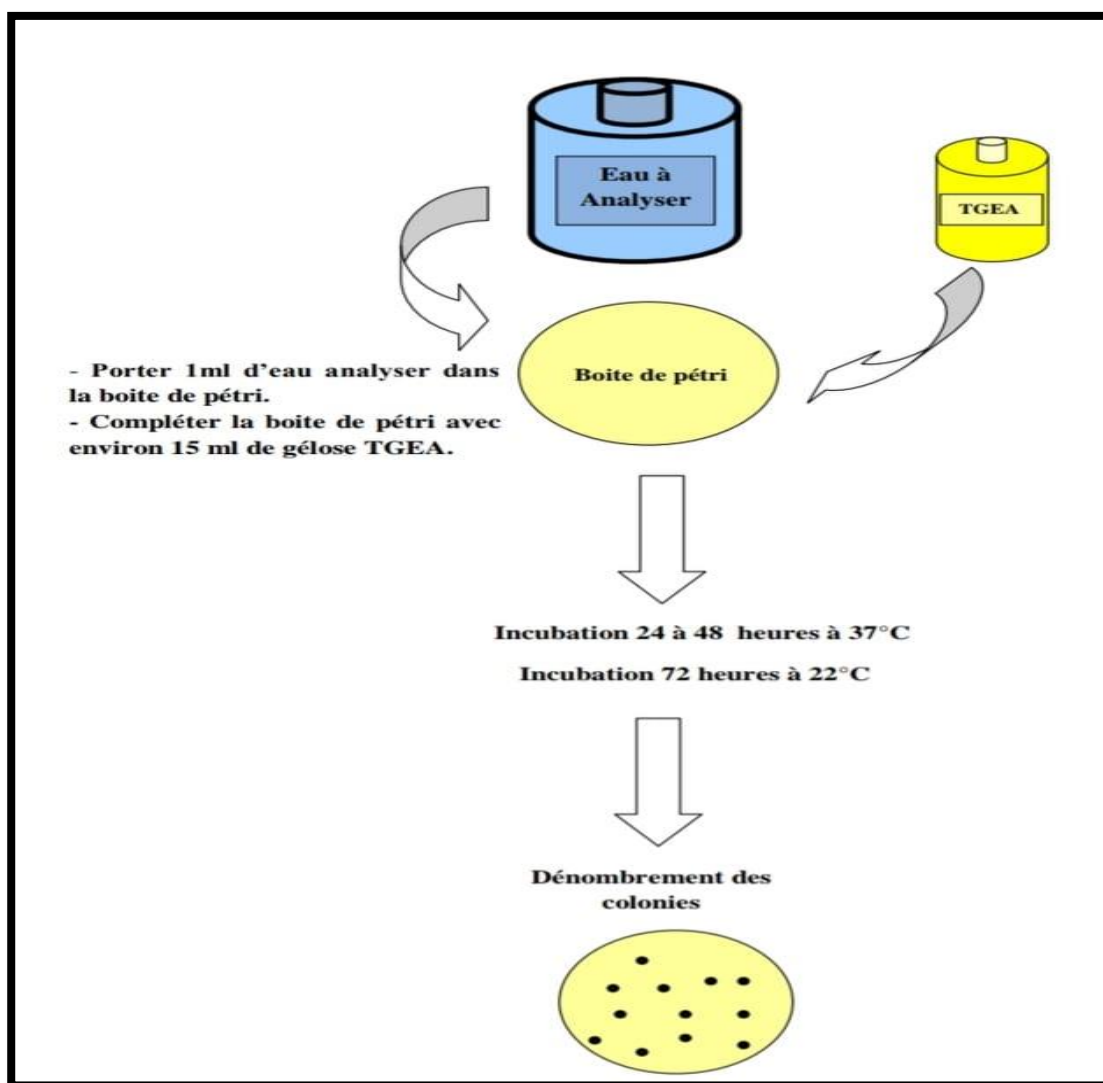 Eau à
Analyser
TGEA
Boite de pétri
- Porter 1ml d'eau analyser dans
la boite de pétri.
- Compléter la boite de pétri avec
environ 15 ml de gélose TGEA.
Incubation 24 à 48 heures à 37°C
Incubation 72 heures à 22°C
Dénombrement des
colonies